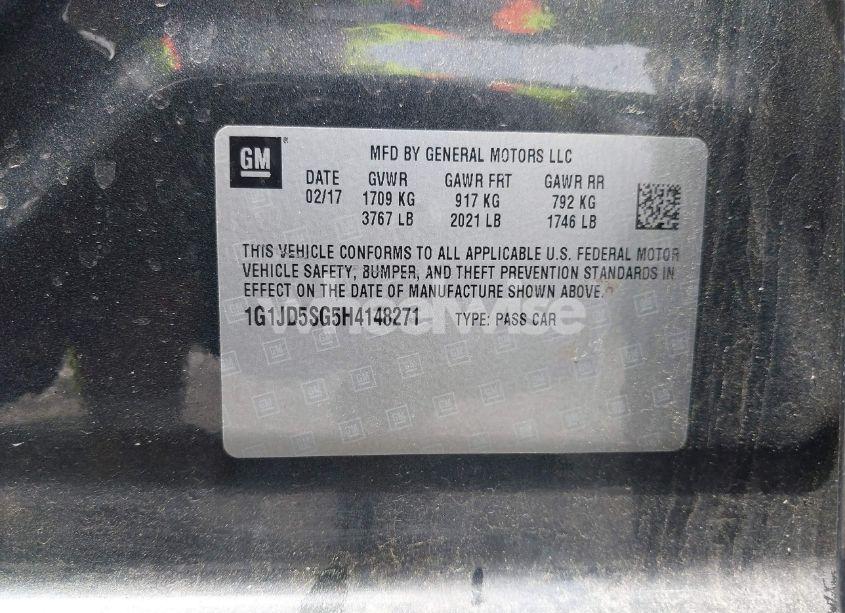 GM
MFD BY GENERAL MOTORS LLC
DATE GVWR GAWR FRT GAWR RR
02/17 1709 KG 917 KG 792 KG
3767 LB 2021 LB 1746 LB
THIS VEHICLE CONFORMS TO ALL APPLICABLE U.S. FEDERAL MOTOR
VEHICLE SAFETY, BUMPER, AND THEFT PREVENTION STANDARDS IN
EFFECT ON THE DATE OF MANUFACTURE SHOWN ABOVE.
1G1JD5SG5H4148271 TYPE: PASS CAR